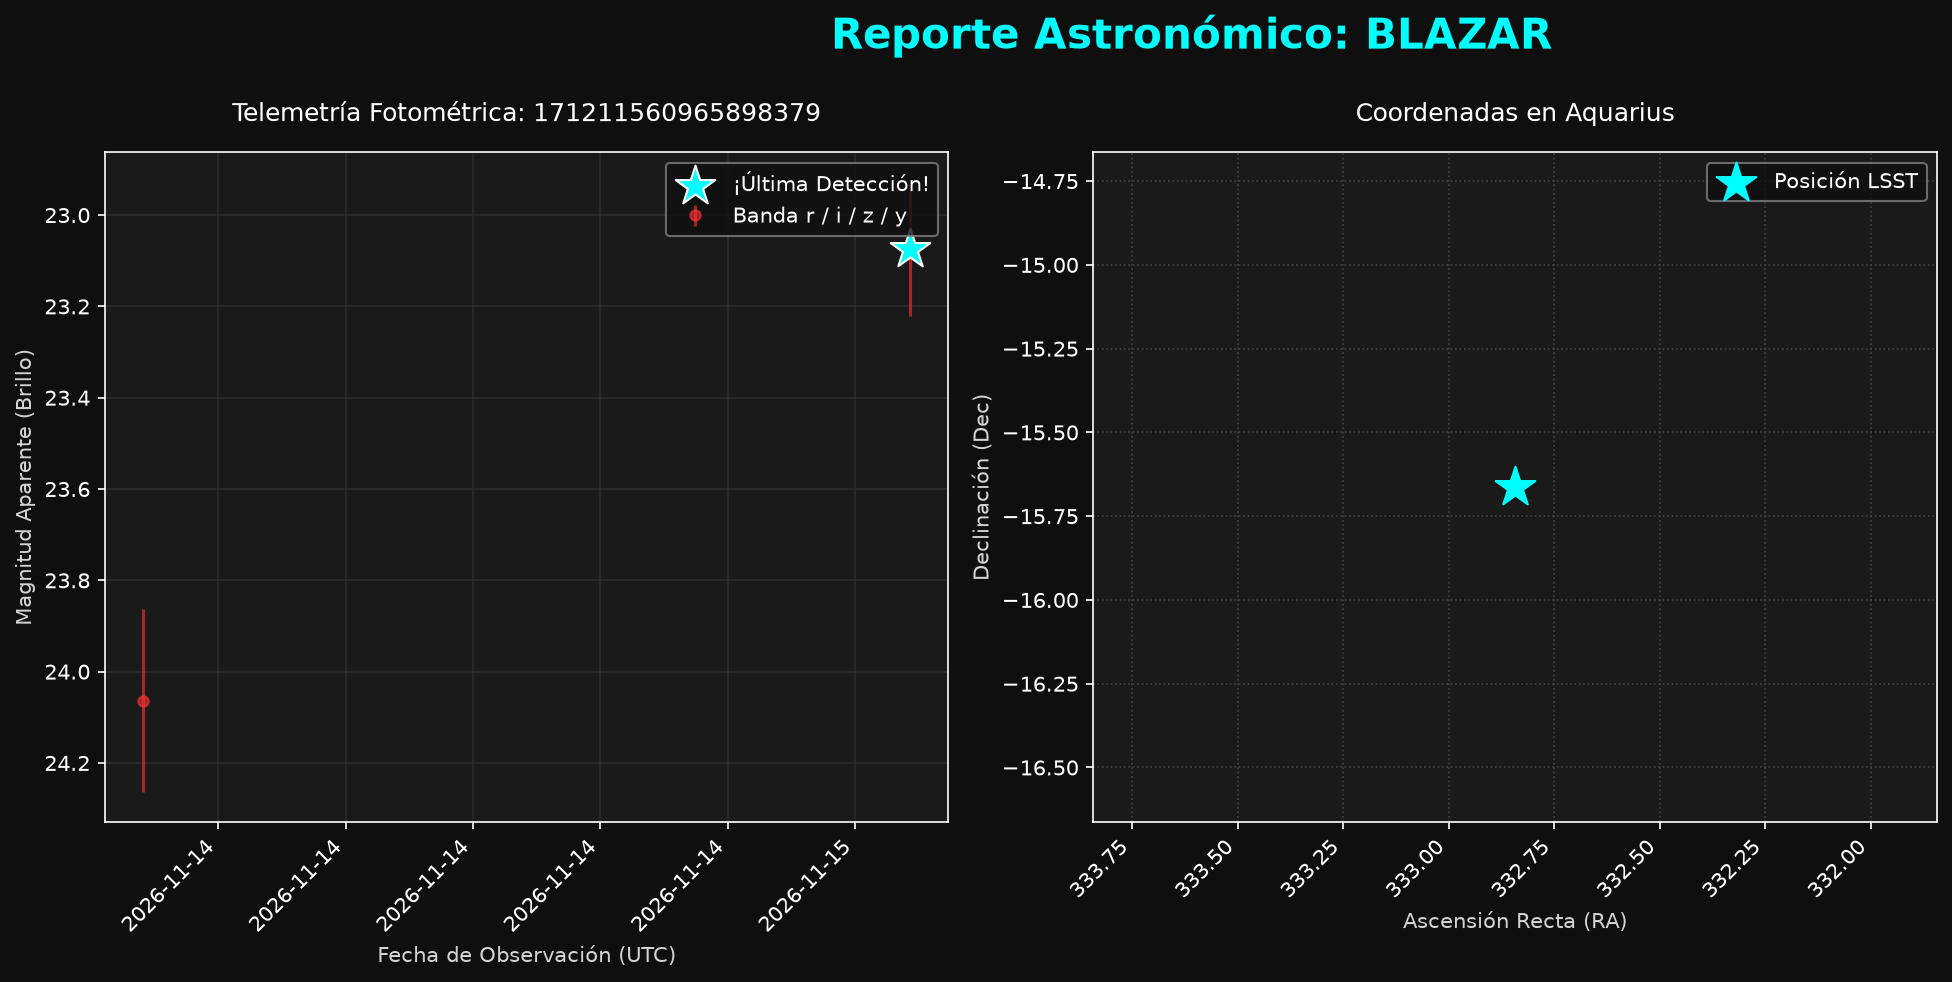 Reporte Astronómico: BLAZAR
Telemetría Fotométrica: 171211560965898379
¡Última Detección!
Banda r / i / z / y
Magnitud Aparente (Brillo)
23.0
23.2
23.4
23.6
23.8
24.0
24.2
2026-11-14
2026-11-14
2026-11-14
2026-11-14
2026-11-14
2026-11-15
Fecha de Observación (UTC)
Coordenadas en Aquarius
Posición LSST
Declinación (Dec)
−14.75
−15.00
−15.25
−15.50
−15.75
−16.00
−16.25
−16.50
333.75
333.50
333.25
333.00
332.75
332.50
332.25
332.00
Ascensión Recta (RA)